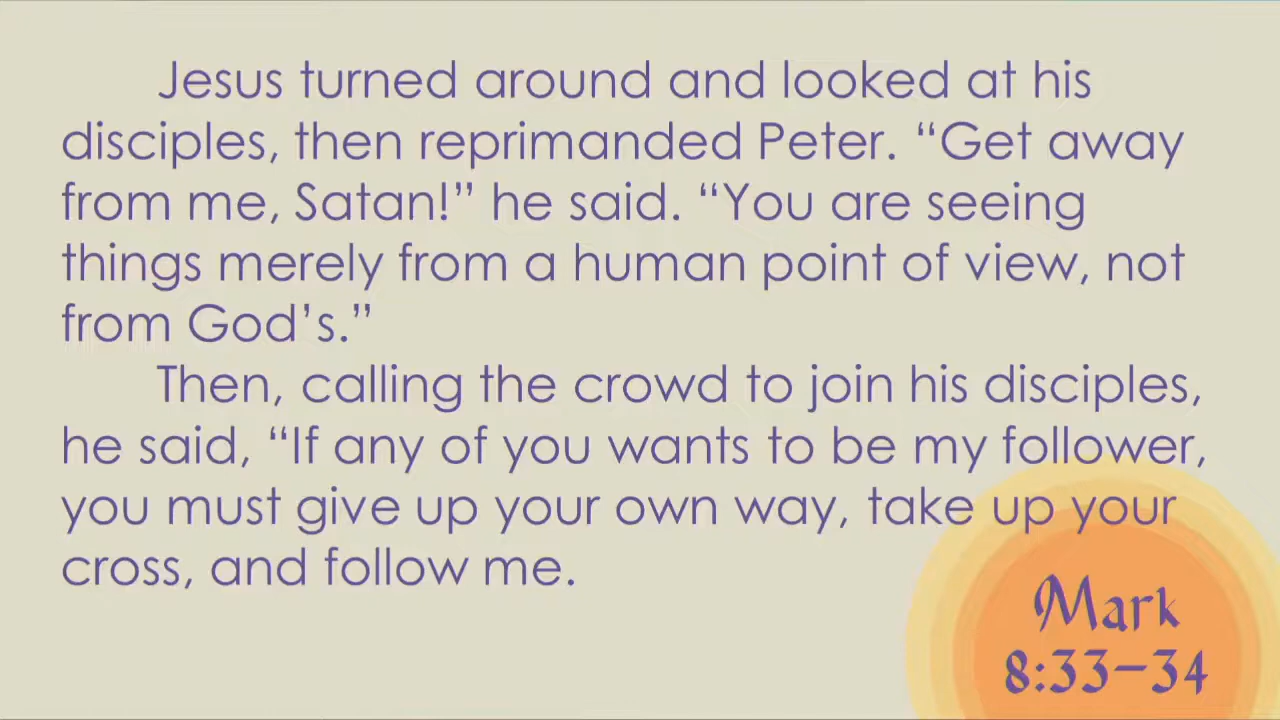 Jesus turned around and looked at his
disciples, then reprimanded Peter. “Get away
from me, Satan!” he said. “You are seeing
things merely from a human point of view, not
from God’s.”
Then, calling the crowd to join his disciples,
he said, “If any of you wants to be my follower,
you must give up your own way, take up your
cross, and follow me.
Mark
8:33–34